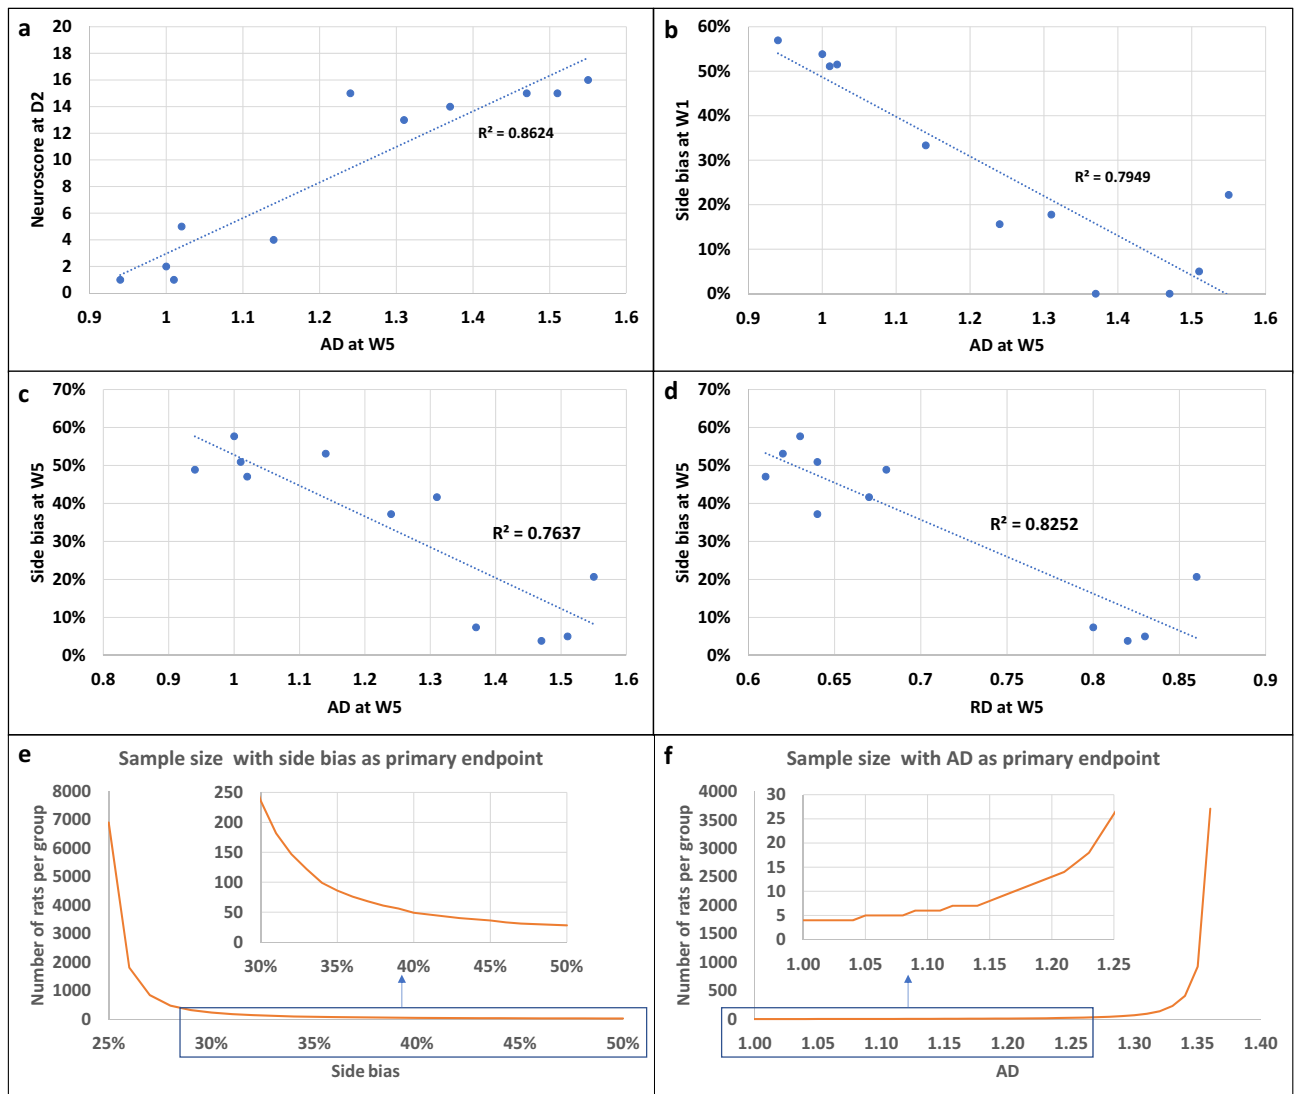 a
20
18
16
14
12
10
8
6
4
2
0
Neuroscore at D2
R² = 0.8624
0.9 1 1.1 1.2 1.3 1.4 1.5 1.6
AD at W5
b
60%
50%
40%
30%
20%
10%
0%
Side bias at W1
R² = 0.7949
0.9 1 1.1 1.2 1.3 1.4 1.5 1.6
AD at W5
c
70%
60%
50%
40%
30%
20%
10%
0%
Side bias at W5
R² = 0.7637
0.8 0.9 1 1.1 1.2 1.3 1.4 1.5 1.6
AD at W5
d
70%
60%
50%
40%
30%
20%
10%
0%
Side bias at W5
R² = 0.8252
0.6 0.65 0.7 0.75 0.8 0.85 0.9
RD at W5
e
Sample size with side bias as primary endpoint
8000
7000
6000
5000
4000
3000
2000
1000
0
Number of rats per group
250
200
150
100
50
0
30% 35% 40% 45% 50%
25% 30% 35% 40% 45% 50%
Side bias
f
Sample size with AD as primary endpoint
4000
3500
3000
2500
2000
1500
1000
500
0
Number of rats per group
30
25
20
15
10
5
0
1.00 1.05 1.10 1.15 1.20 1.25
1.00 1.05 1.10 1.15 1.20 1.25 1.30 1.35 1.40
AD